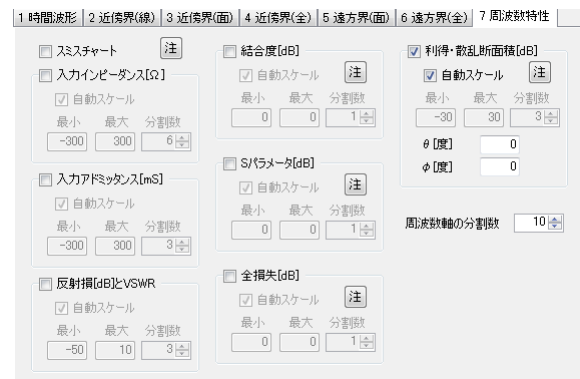 1 時間波形 2 近傍界(線) 3 近傍界(面) 4 近傍界(全) 5 遠方界(面) 6 遠方界(全) 7 周波数特性
スミスチャート 注
入力インピーダンス[Ω]
自動スケール
最小 最大 分割数
-300 300 6
入力アドミッタンス[mS]
自動スケール
最小 最大 分割数
-300 300 3
反射損[dB]とVSWR
自動スケール
最小 最大 分割数
-50 10 3
結合度[dB]
自動スケール 注
最小 最大 分割数
0 0 1
Sパラメータ[dB]
自動スケール 注
最小 最大 分割数
0 0 1
全損失[dB]
自動スケール 注
最小 最大 分割数
0 0 1
利得・散乱断面積[dB]
自動スケール 注
最小 最大 分割数
-30 30 3
θ[度] 0
φ[度] 0
周波数軸の分割数 10